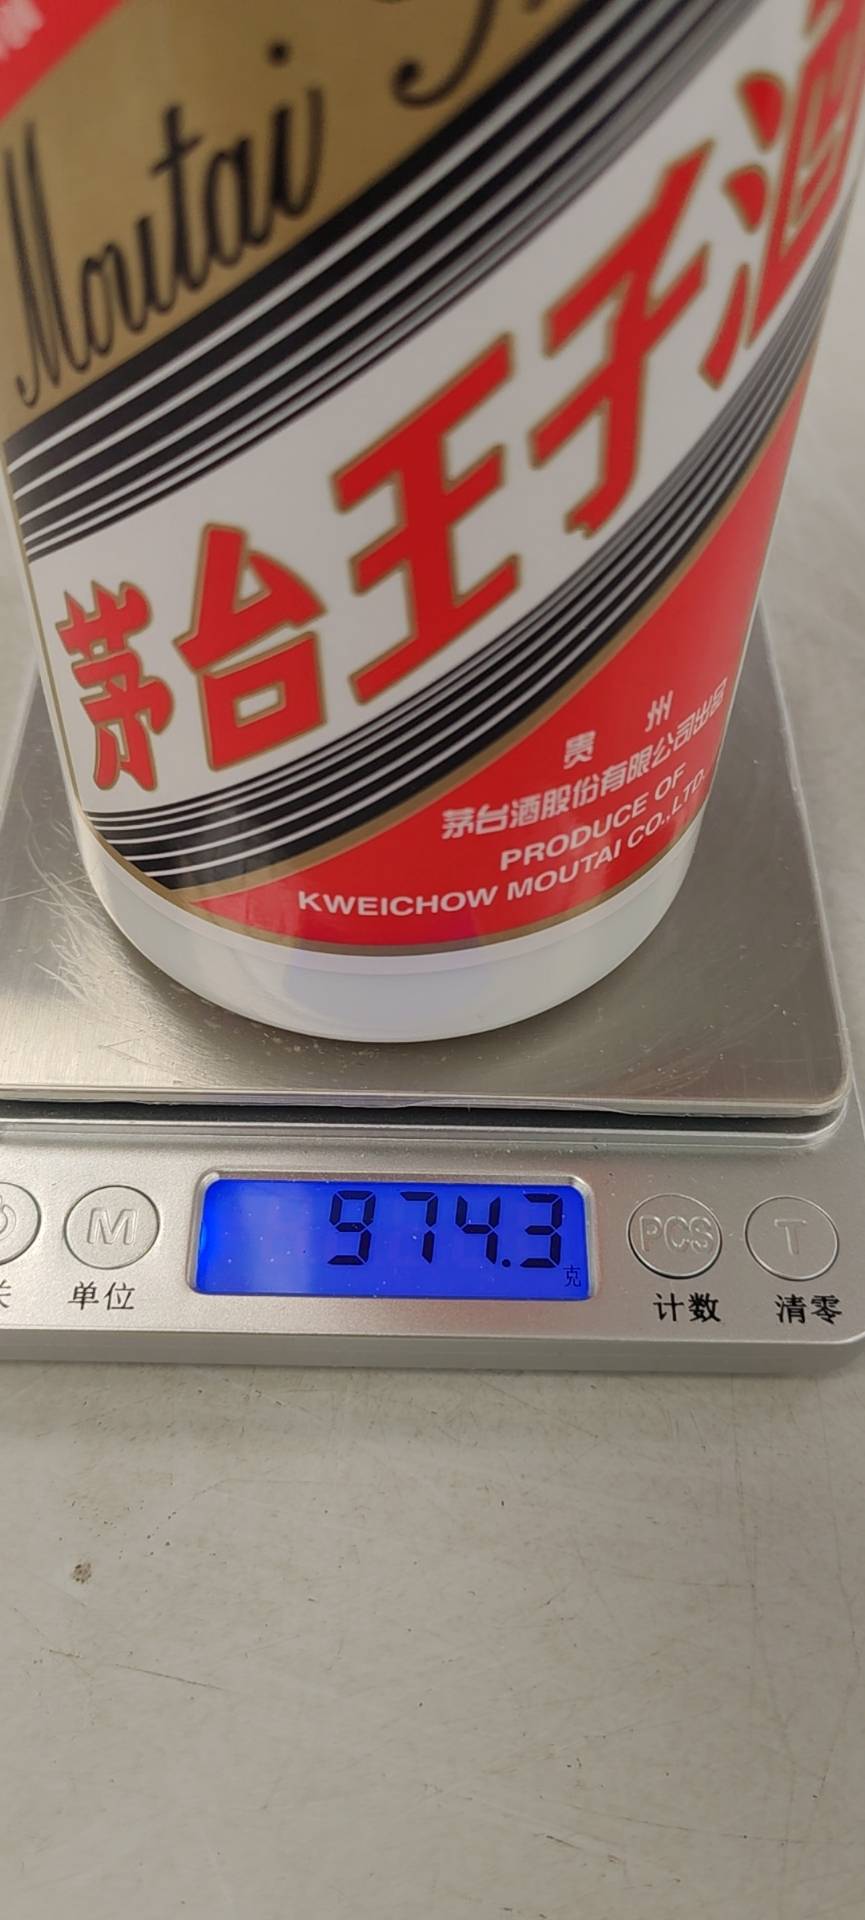 Moutai
茅台王子酒
贵州
茅台酒股份有限公司出品
PRODUCE OF
KWEICHOW MOUTAI CO.,LTD.
974.3
克
M
PCS
T
关
单位
计数
清零